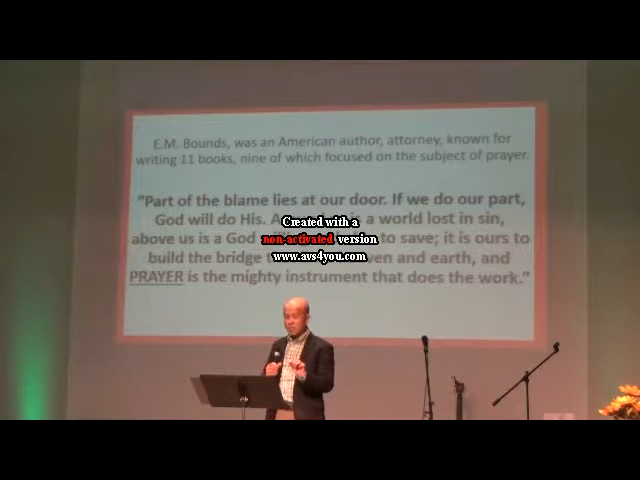 E.M. Bounds, was an American author, attorney, known for
writing 11 books, nine of which focused on the subject of prayer.
"Part of the blame lies at our door. If we do our part,
God will do His. is a world lost in sin,
above us is a God to save; it is ours to
build the bridge heaven and earth, and
PRAYER is the mighty instrument that does the work."
Created with a
non-activated version
www.avs4you.com